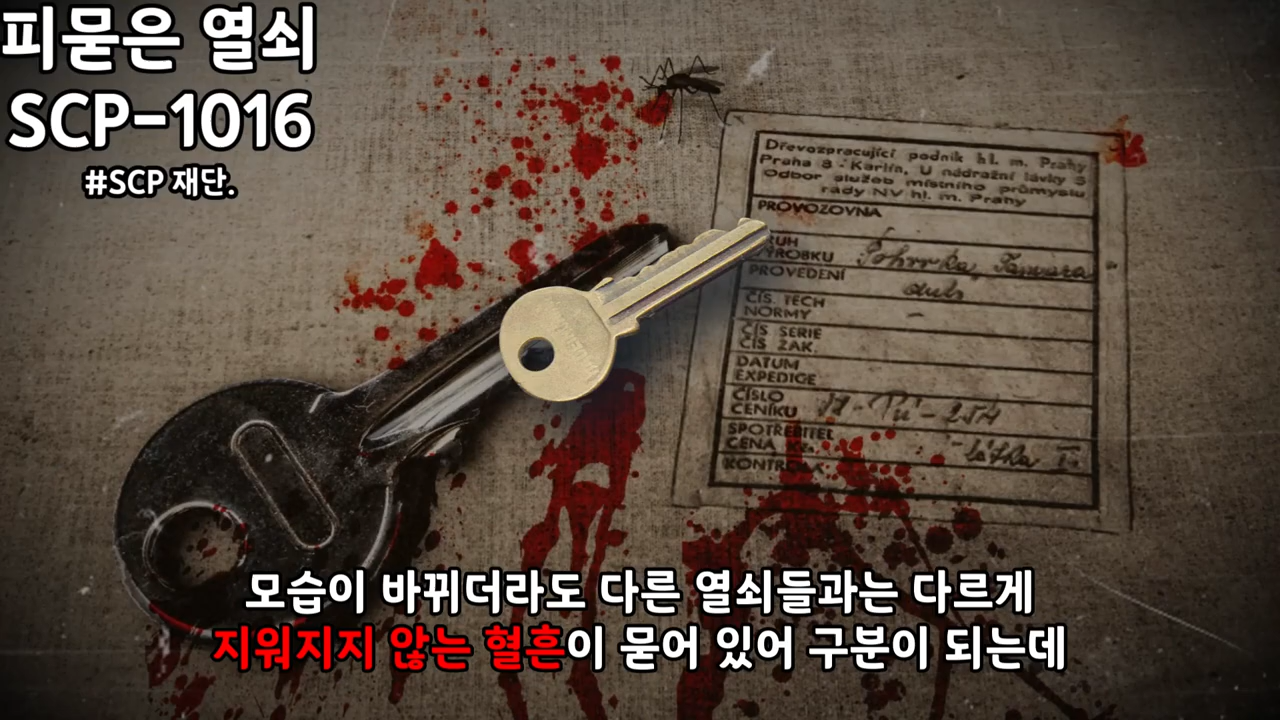 피묻은 열쇠
SCP-1016
#SCP 재단.
Dřevozpracující podnik hl. m. Prahy
Praha 8 - Karlín, U nádražní lávky 5
Odbor služeb místního průmyslu
rady NV hl. m. Prahy
PROVOZOVNA
VÝROBKU
PROVEDENÍ
ČÍS. TECH
NORMY -
ČÍS SERIE
ČÍS ZAK.
DATUM
EXPEDICE
ČÍSLO
CENÍKU
SPOTŘEBITEL
CENA
KONTROLA
모습이 바뀌더라도 다른 열쇠들과는 다르게
지워지지 않는 혈흔이 묻어 있어 구분이 되는데